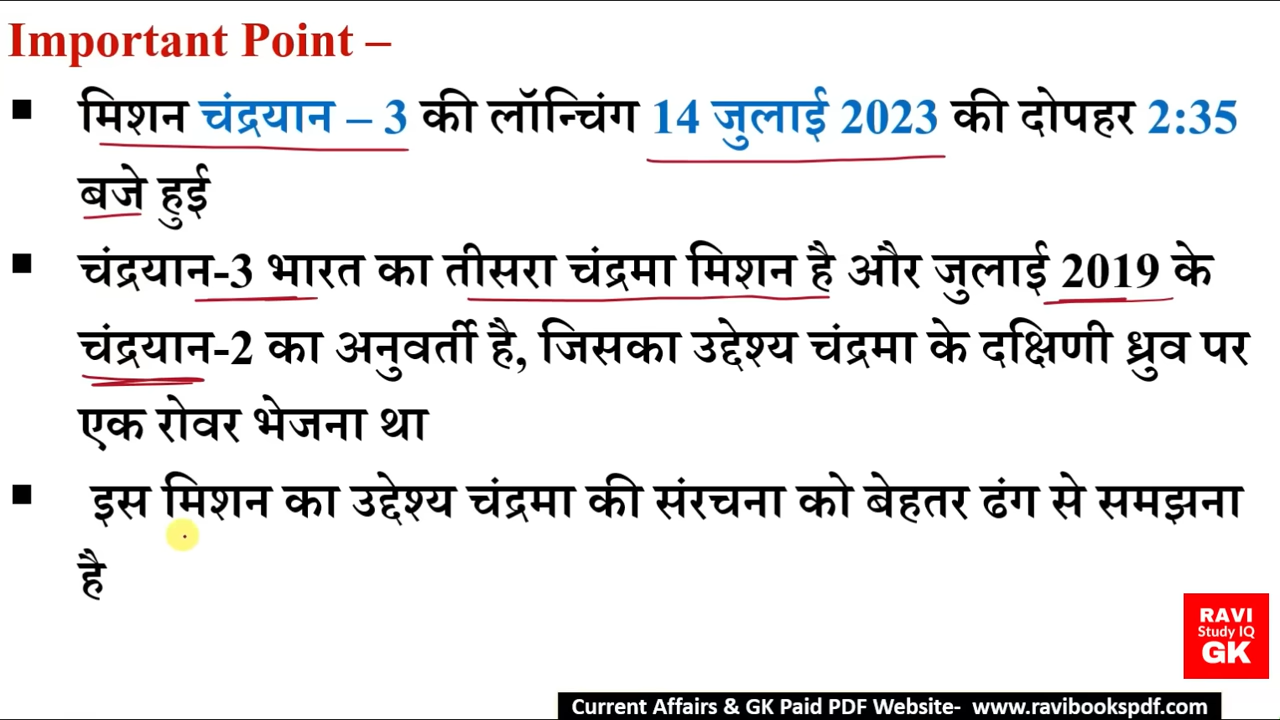 Important Point –
▪ मिशन चंद्रयान – 3 की लॉन्चिंग 14 जुलाई 2023 की दोपहर 2:35
बजे हुई
▪ चंद्रयान-3 भारत का तीसरा चंद्रमा मिशन है और जुलाई 2019 के
चंद्रयान-2 का अनुवर्ती है, जिसका उद्देश्य चंद्रमा के दक्षिणी ध्रुव पर
एक रोवर भेजना था
▪ इस मिशन का उद्देश्य चंद्रमा की संरचना को बेहतर ढंग से समझना
है
RAVI
Study IQ
GK
Current Affairs & GK Paid PDF Website- www.ravibookspdf.com